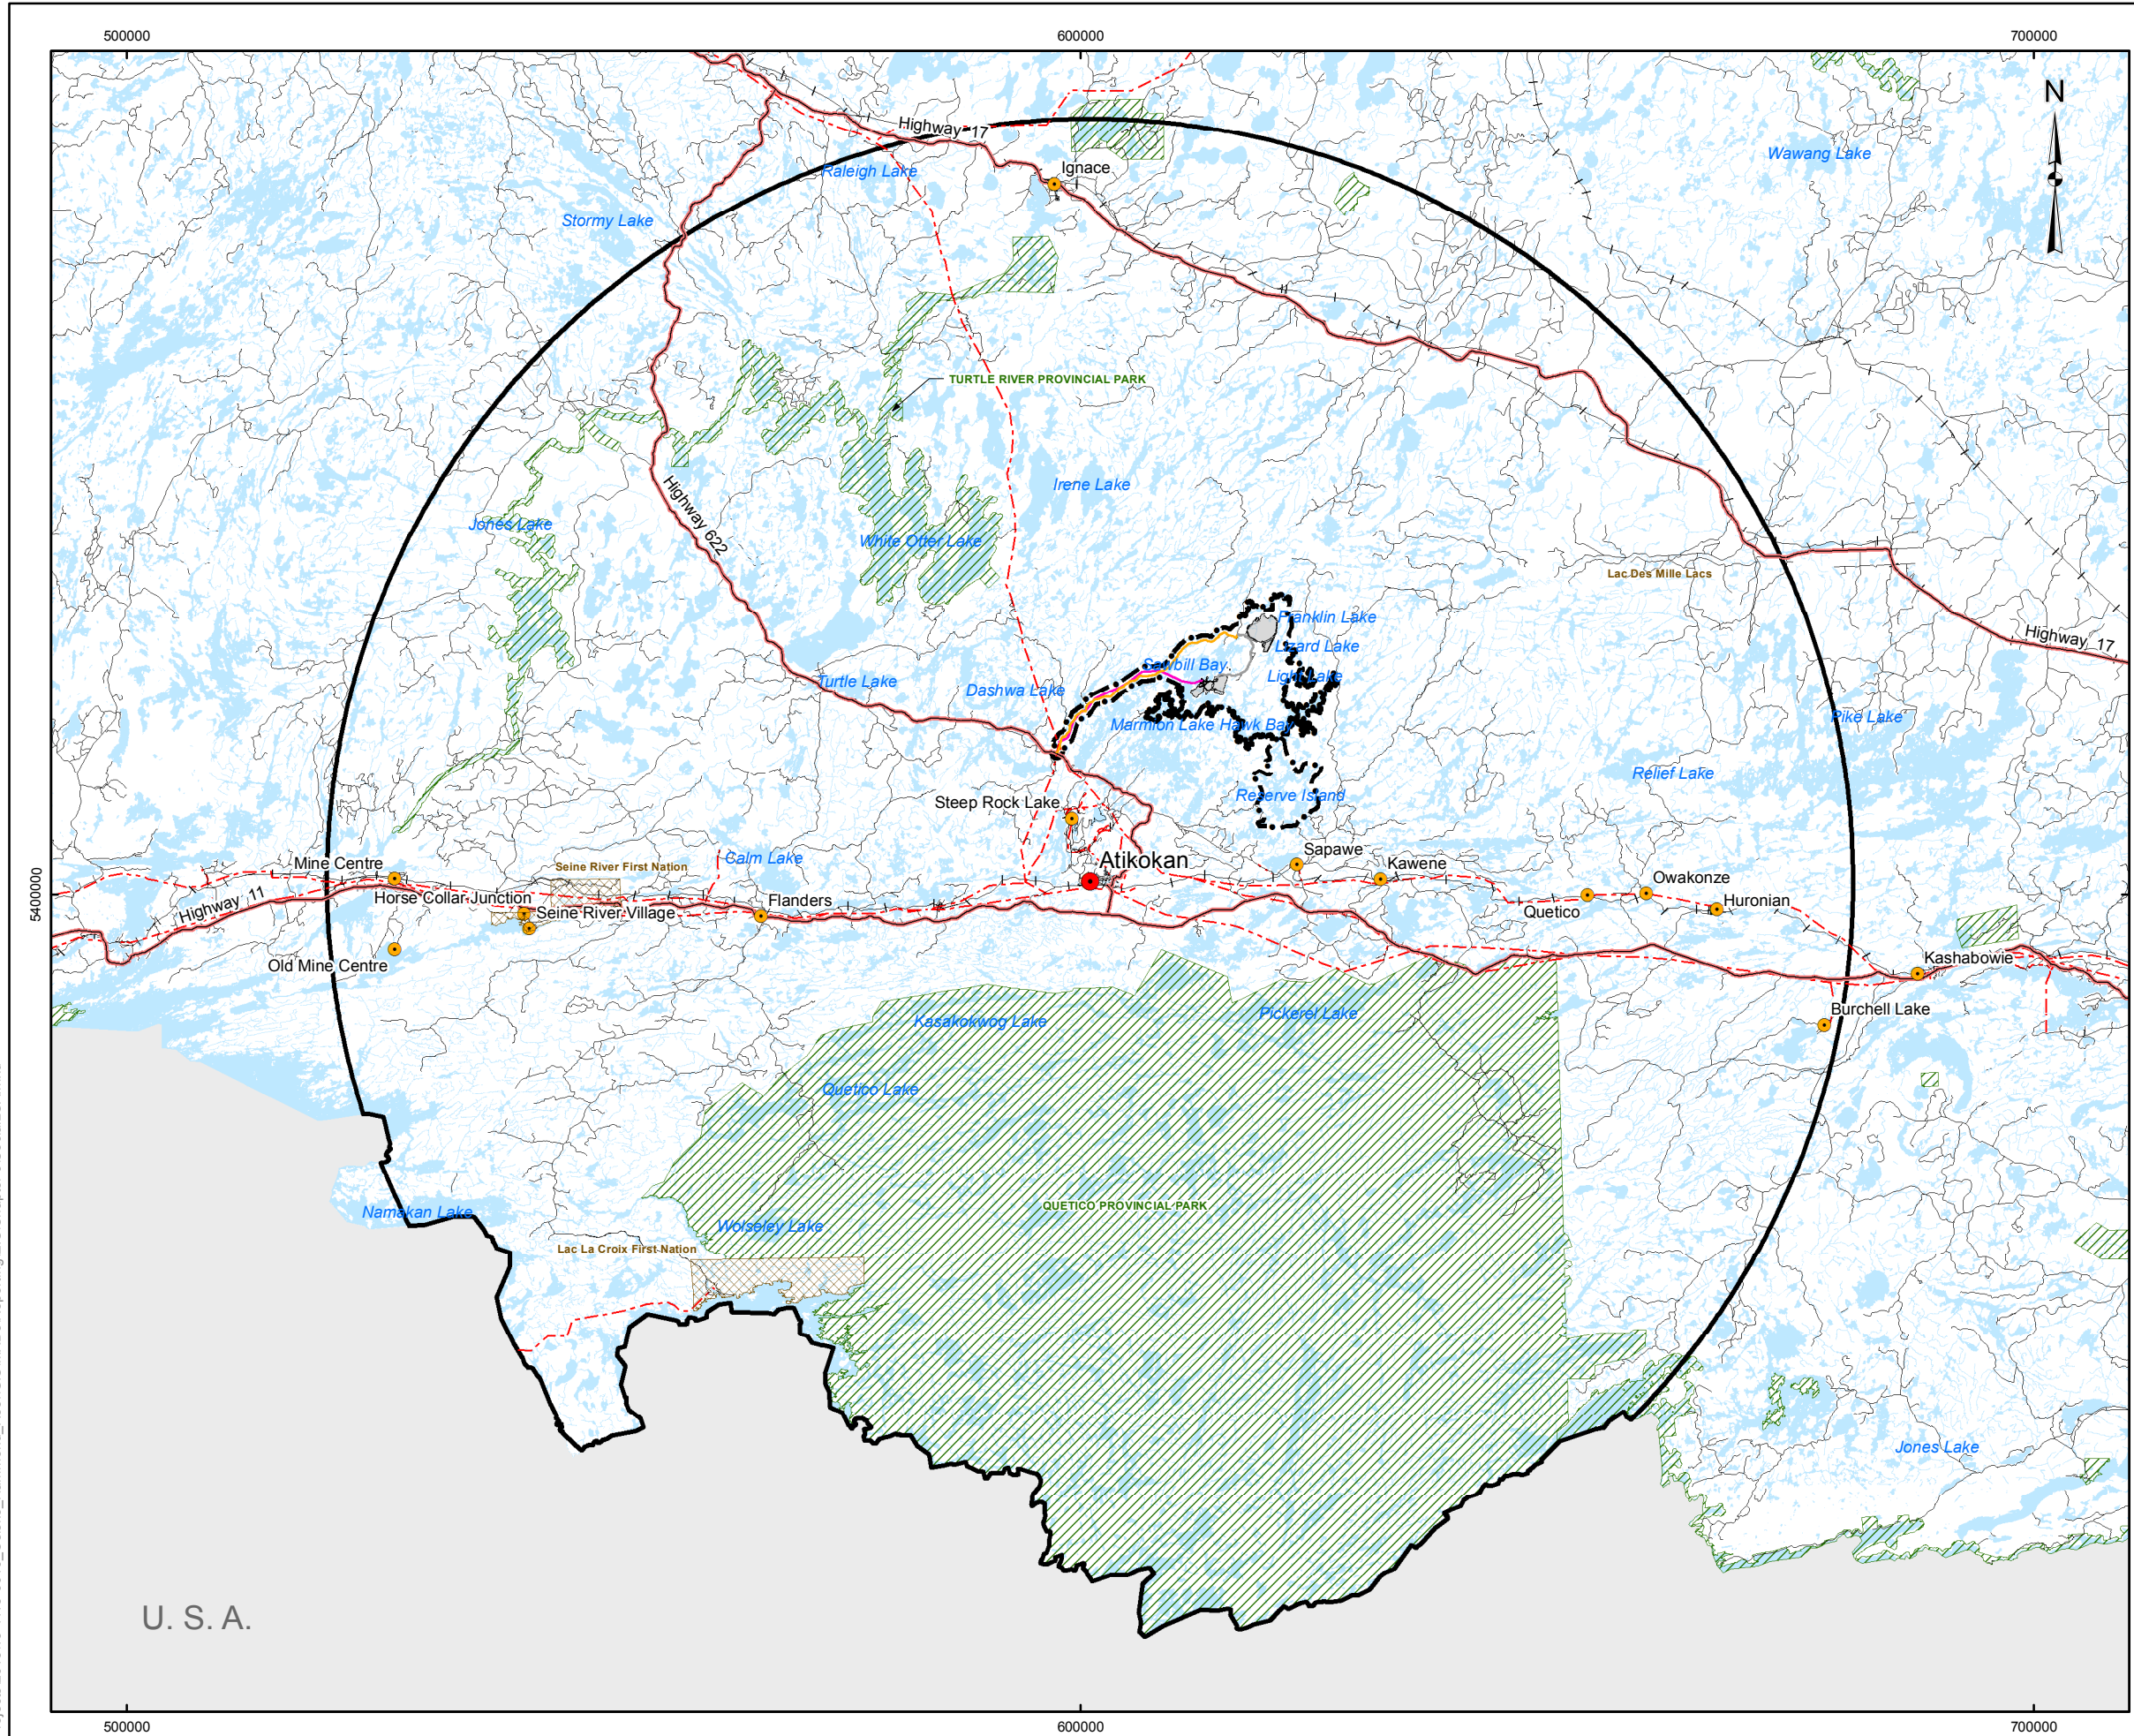 500000
600000
700000
N
Highway 17
Wawang Lake
Raleigh Lake
Ignace
Stormy Lake
TURTLE RIVER PROVINCIAL PARK
Irene Lake
Highway 622
Jones Lake
White Otter Lake
Lac Des Mille Lacs
Franklin Lake
Highway 17
Lizard Lake
Sawbill Bay
Light Lake
Turtle Lake
Dashwa Lake
Pike Lake
Marmion Lake
Hawk Bay
Relief Lake
Reserve Island
Steep Rock Lake
Calm Lake
Atikokan
Sapawe
Mine Centre
Seine River First Nation
Kawene
Owakonze
5400000
Highway 11
Horse Collar Junction
Flanders
Huronian
Seine River Village
Quetico
Old Mine Centre
Kashabowie
Burchell Lake
Kasakokwog Lake
Pickerel Lake
Quetico Lake
QUETICO PROVINCIAL PARK
Namakan Lake
Wolseley Lake
Lac La Croix First Nation
Jones Lake
U. S. A.
500000
600000
700000